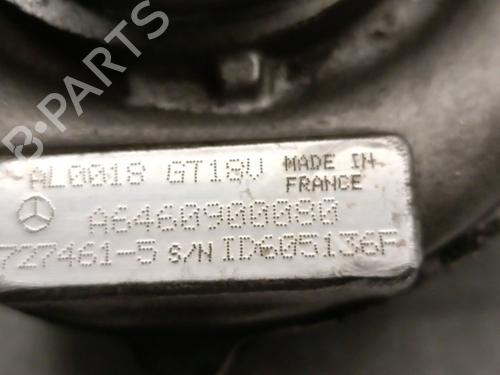 B-PARTS
AL0018 GT18V MADE IN
FRANCE
A6460900080
727461-5 S/N ID605136F